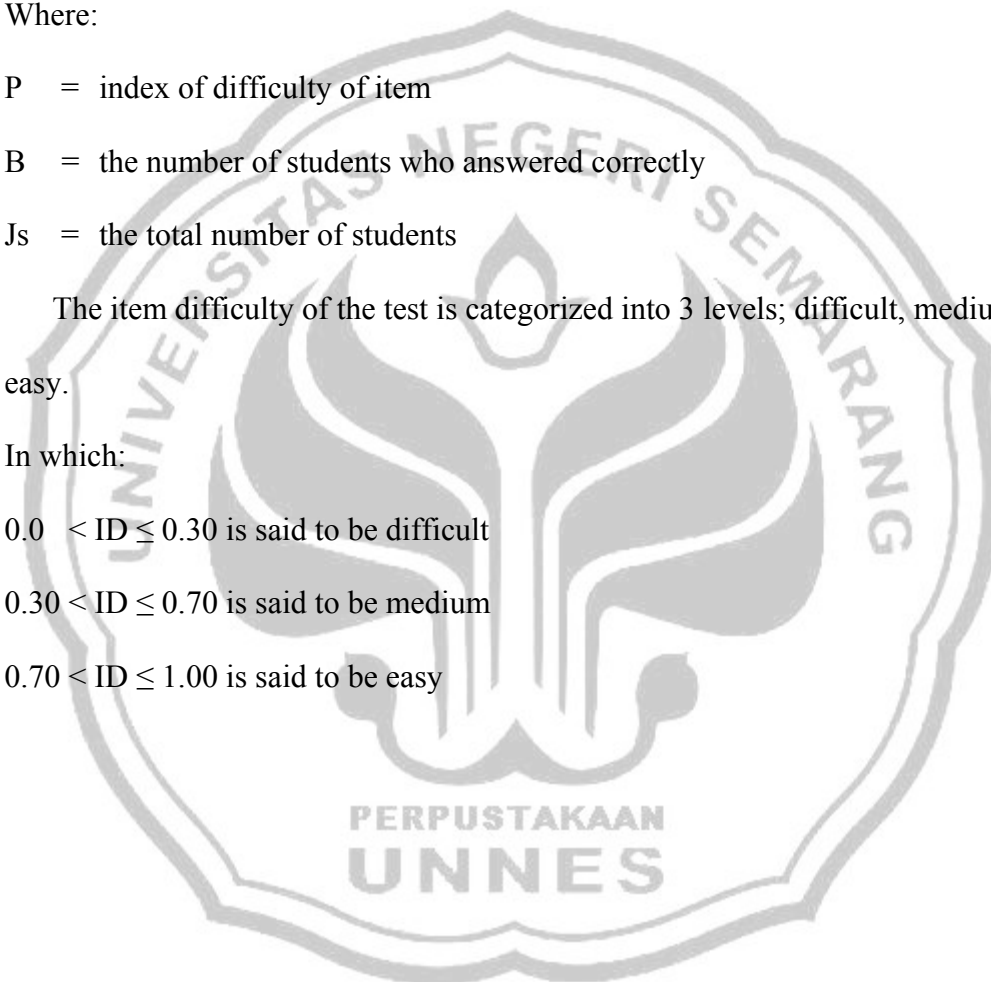 Where:
P = index of difficulty of item
B = the number of students who answered correctly
Js = the total number of students
The item difficulty of the test is categorized into 3 levels; difficult, mediu
easy.
In which:
0.0 < ID ≤ 0.30 is said to be difficult
0.30 < ID ≤ 0.70 is said to be medium
0.70 < ID ≤ 1.00 is said to be easy
UNIVERSITAS NEGERI SEMARANG
PERPUSTAKAAN
UNNES